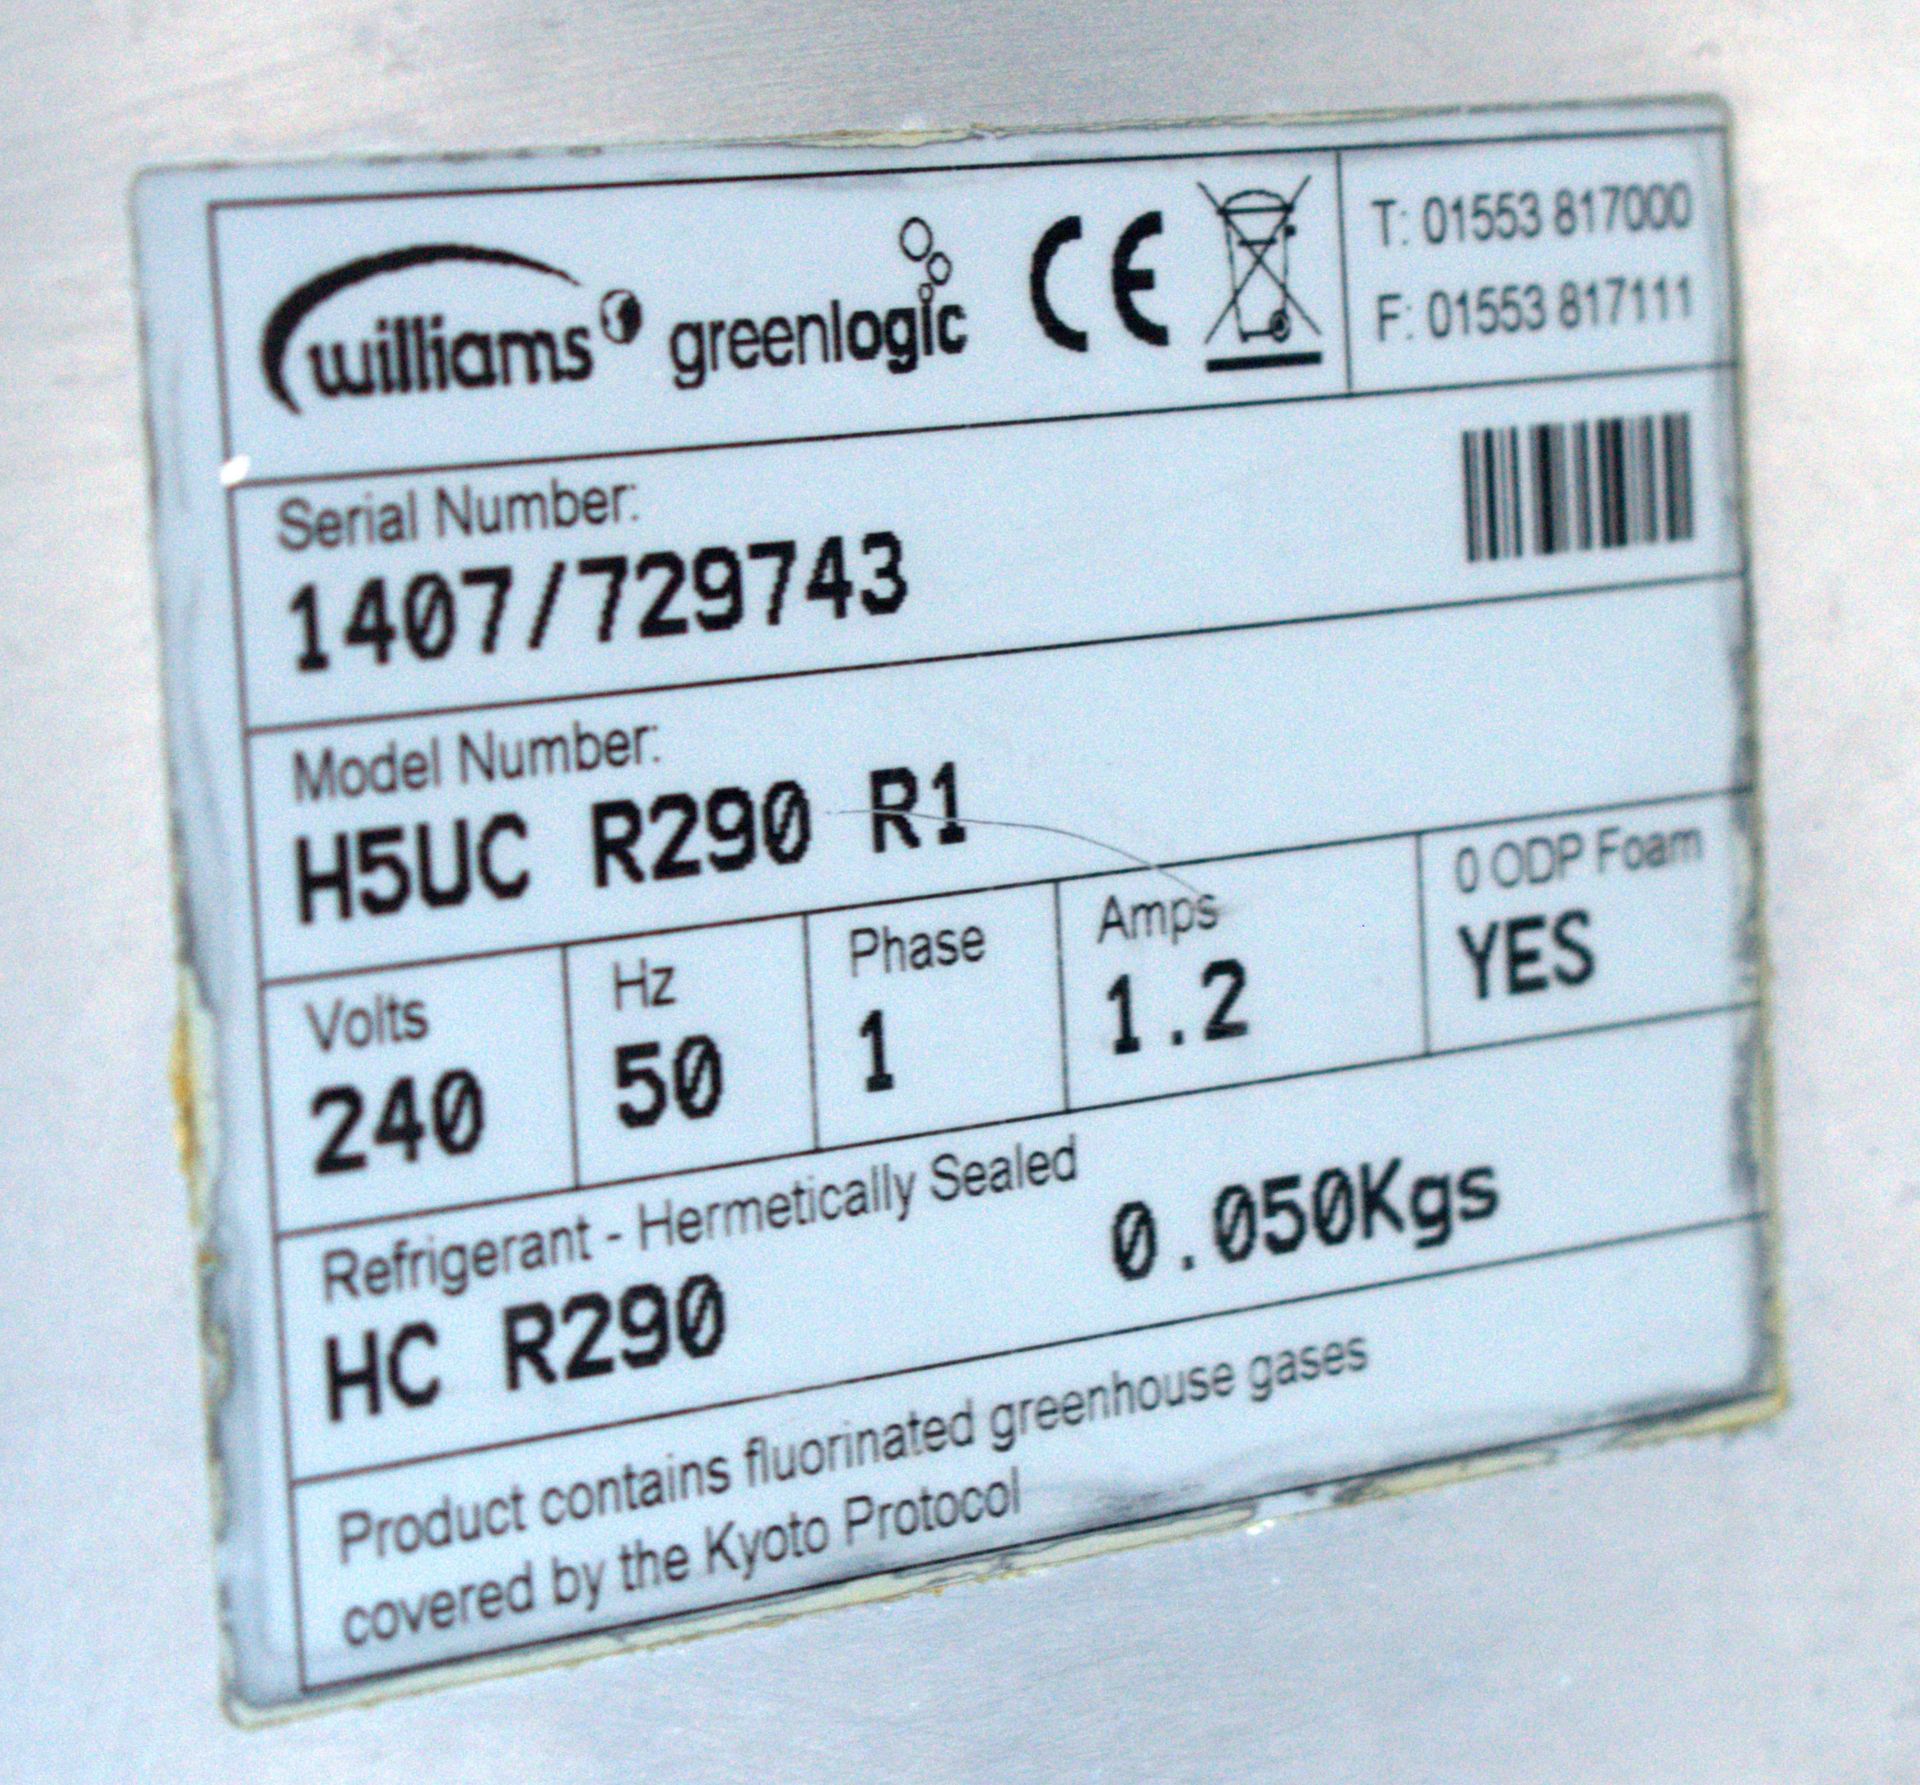 williams greenlogic CE
T: 01553 817000
F: 01553 817111
Serial Number:
1407/729743
Model Number:
H5UC R290 R1
Volts
240
Hz
50
Phase
1
Amps
1.2
0 ODP Foam
YES
Refrigerant - Hermetically Sealed
HC R290 0.050Kgs
Product contains fluorinated greenhouse gases
covered by the Kyoto Protocol